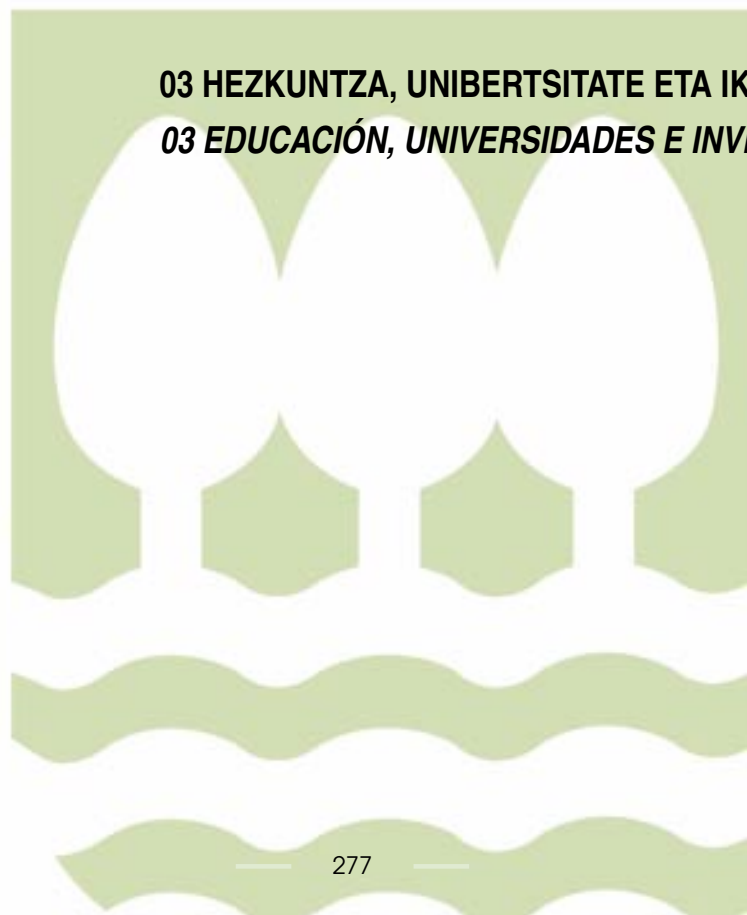 03 HEZKUNTZA, UNIBERTSITATE ETA
03 EDUCACIÓN, UNIVERSIDADES E
277